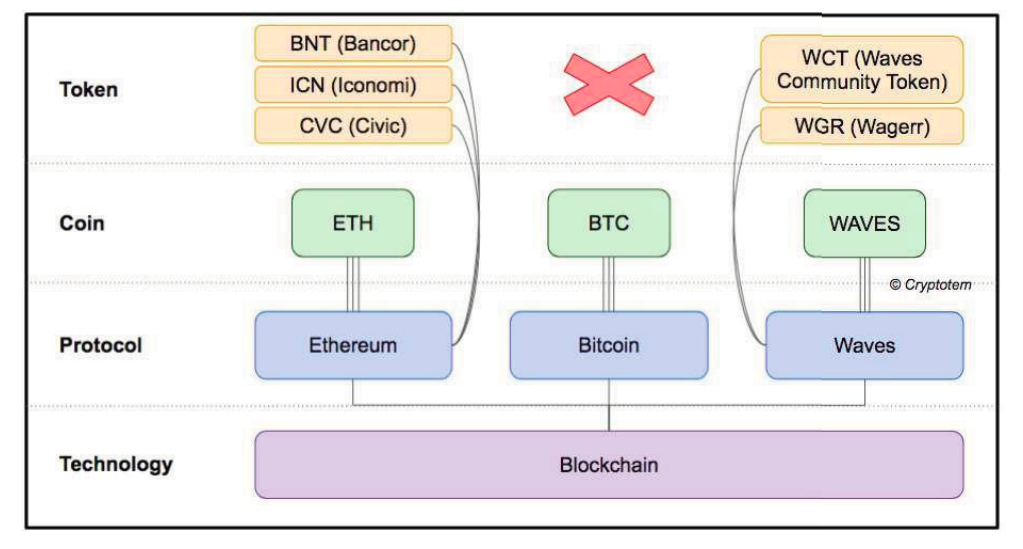 Token
BNT (Bancor)
ICN (Iconomi)
CVC (Civic)
WCT (Waves
Community Token)
WGR (Wagerr)
Coin
ETH
BTC
WAVES
© Cryptotem
Protocol
Ethereum
Bitcoin
Waves
Technology
Blockchain